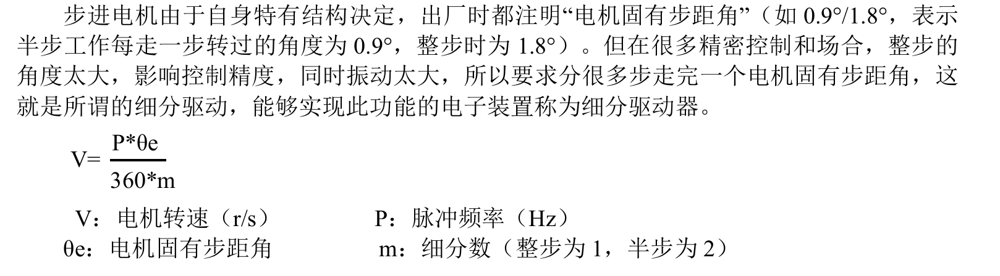 步进电机由于自身特有结构决定，出厂时都注明“电机固有步距角”（如 0.9°/1.8°，表示
半步工作每走一步转过的角度为 0.9°，整步时为 1.8°）。但在很多精密控制和场合，整步的
角度太大，影响控制精度，同时振动太大，所以要求分很多步走完一个电机固有步距角，这
就是所谓的细分驱动，能够实现此功能的电子装置称为细分驱动器。
P*θe
V=
360*m
V：电机转速（r/s） P：脉冲频率（Hz）
θe：电机固有步距角 m：细分数（整步为 1，半步为 2）